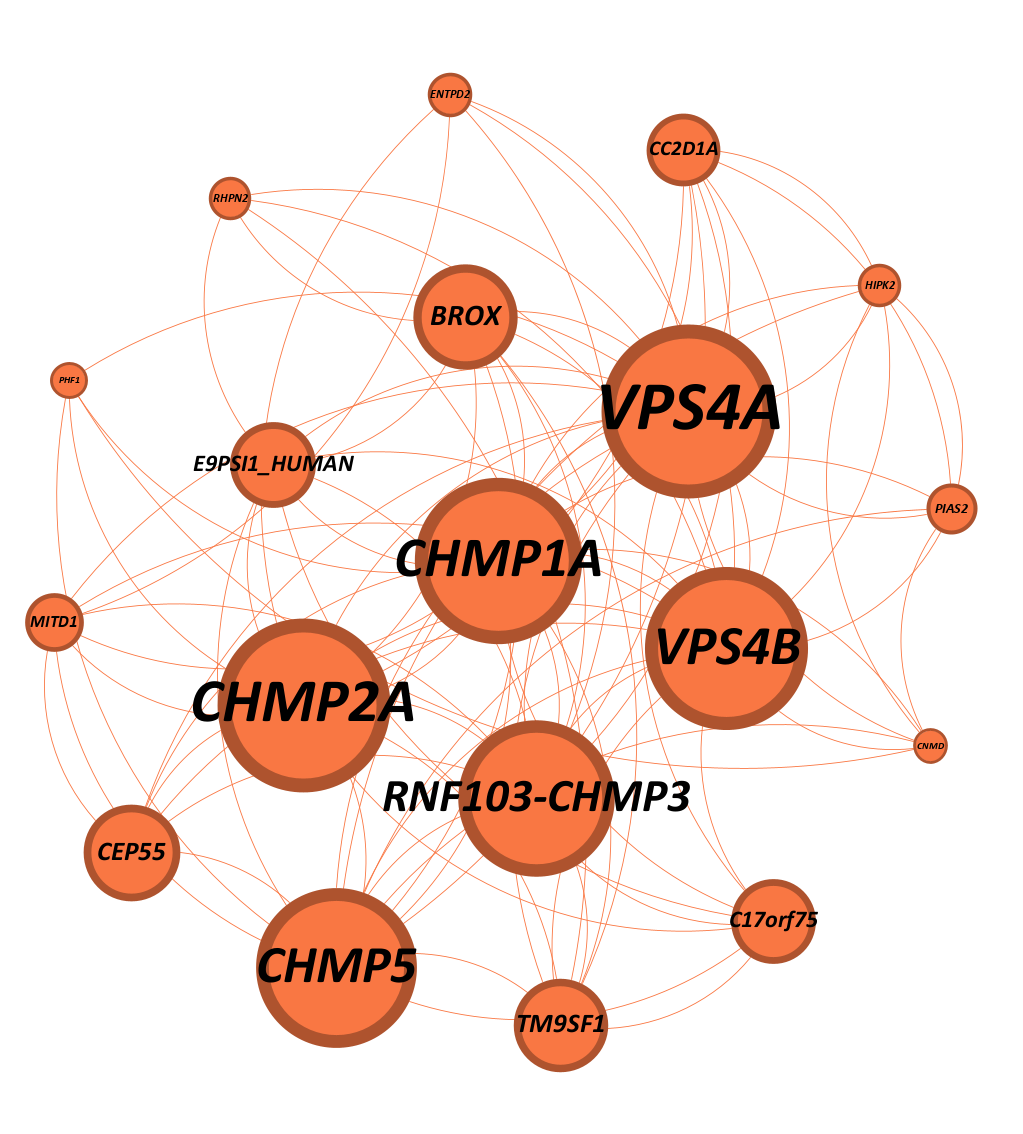 ENTPD2
CC2D1A
RHPN2
HIPK2
BROX
PHF1
VPS4A
E9PSI1_HUMAN
PIAS2
CHMP1A
MITD1
VPS4B
CHMP2A
CNMD
RNF103-CHMP3
CEP55
C17orf75
CHMP5
TM9SF1